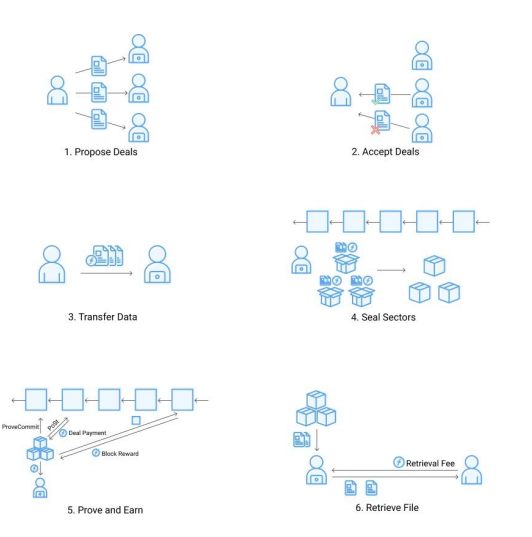 1. Propose Deals
2. Accept Deals
3. Transfer Data
4. Seal Sectors
ProveCommit
PoSt
Deal Payment
Block Reward
5. Prove and Earn
Retrieval Fee
6. Retrieve File